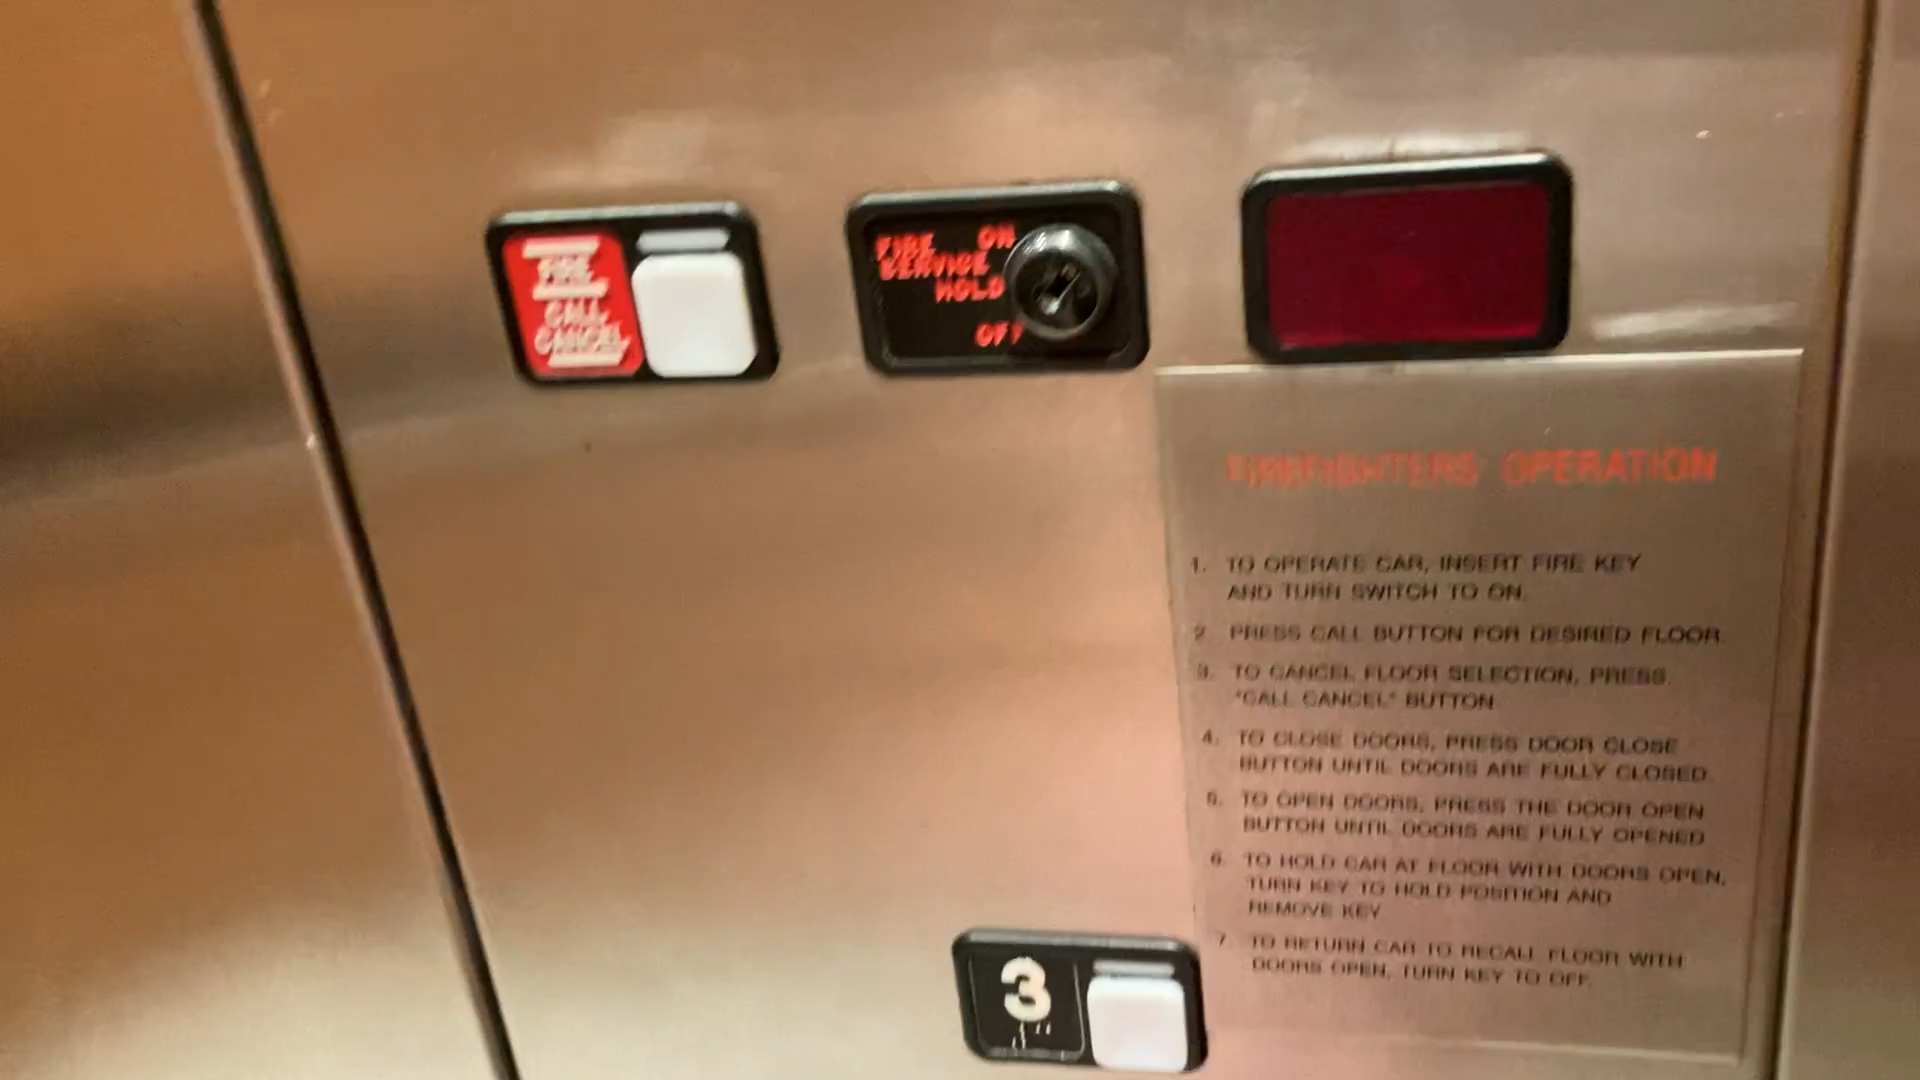 FIRE
CALL
CANCEL
FIRE ON
SERVICE
HOLD
OFF
FIREFIGHTERS OPERATION
1. TO OPERATE CAR, INSERT FIRE KEY
AND TURN SWITCH TO ON.
2. PRESS CALL BUTTON FOR DESIRED FLOOR.
3. TO CANCEL FLOOR SELECTION, PRESS
"CALL CANCEL" BUTTON.
4. TO CLOSE DOORS, PRESS DOOR CLOSE
BUTTON UNTIL DOORS ARE FULLY CLOSED.
5. TO OPEN DOORS, PRESS THE DOOR OPEN
BUTTON UNTIL DOORS ARE FULLY OPENED
6. TO HOLD CAR AT FLOOR WITH DOORS OPEN,
TURN KEY TO HOLD POSITION AND
REMOVE KEY
7. TO RETURN CAR TO RECALL FLOOR WITH
DOORS OPEN, TURN KEY TO OFF.
3